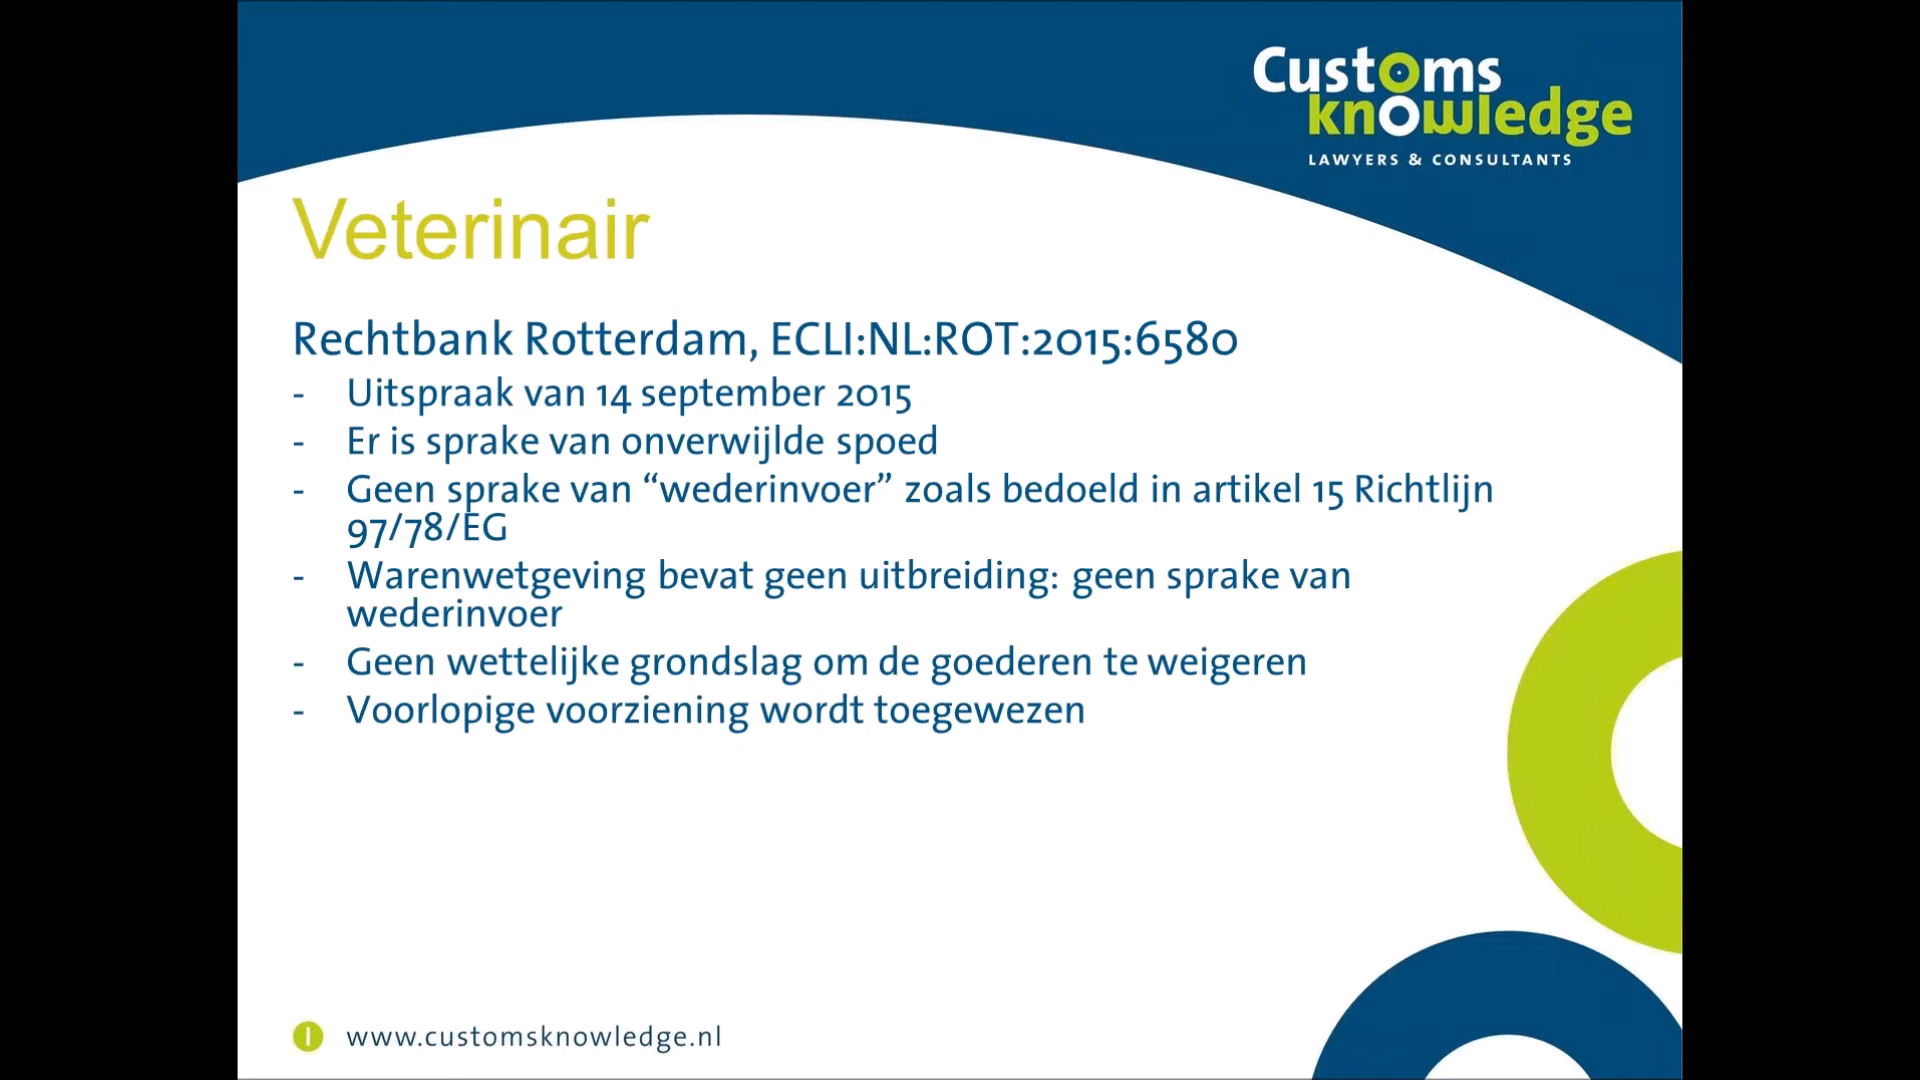 Customs
knowledge
LAWYERS & CONSULTANTS
Veterinair
Rechtbank Rotterdam, ECLI:NL:ROT:2015:6580
- Uitspraak van 14 september 2015
- Er is sprake van onverwijlde spoed
- Geen sprake van “wederinvoer” zoals bedoeld in artikel 15 Richtlijn
97/78/EG
- Warenwetgeving bevat geen uitbreiding: geen sprake van
wederinvoer
- Geen wettelijke grondslag om de goederen te weigeren
- Voorlopige voorziening wordt toegewezen
www.customsknowledge.nl